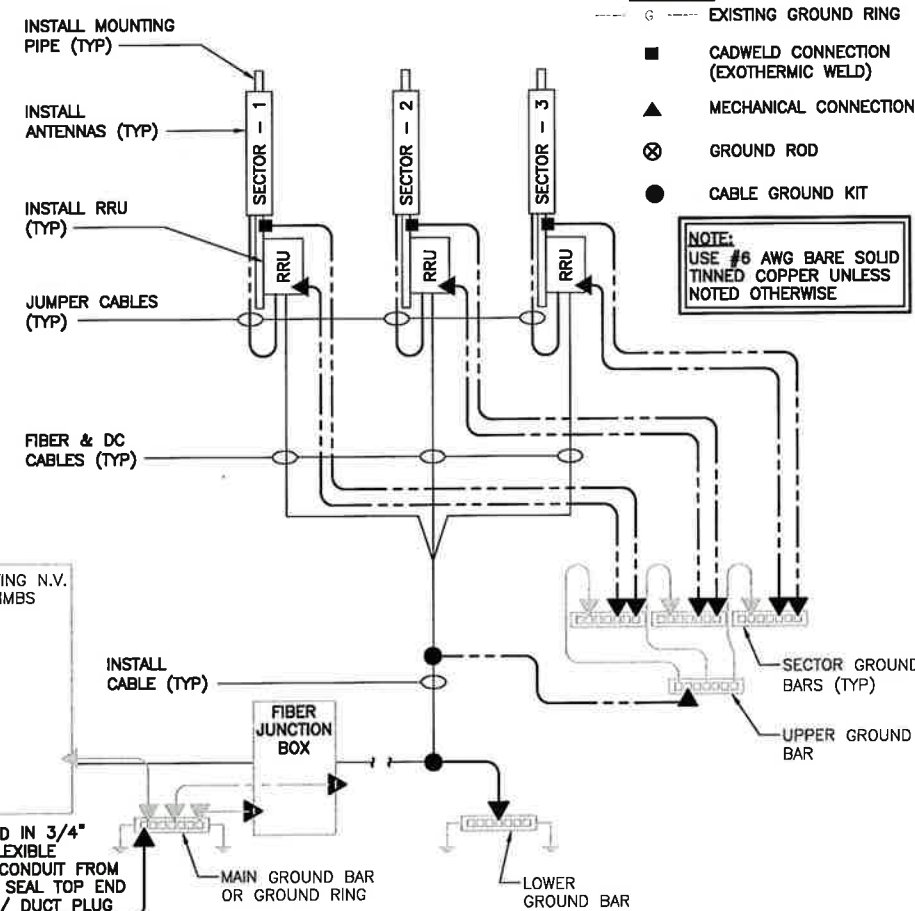 INSTALL MOUNTING
PIPE (TYP)
INSTALL
ANTENNAS (TYP)
INSTALL RRU
(TYP)
JUMPER CABLES
(TYP)
FIBER & DC
CABLES (TYP)
SECTOR - 1
SECTOR - 2
SECTOR - 3
RRU
RRU
RRU
G
EXISTING GROUND RING
CADWELD CONNECTION
(EXOTHERMIC WELD)
MECHANICAL CONNECTION
GROUND ROD
CABLE GROUND KIT
NOTE:
USE #6 AWG BARE SOLID
TINNED COPPER UNLESS
NOTED OTHERWISE
TING N.V.
MMBS
INSTALL
CABLE (TYP)
FIBER
JUNCTION
BOX
SECTOR GROUND
BARS (TYP)
UPPER GROUND
BAR
D IN 3/4"
LEXIBLE
CONDUIT FROM
SEAL TOP END
/ DUCT PLUG
MAIN GROUND BAR
OR GROUND RING
LOWER
GROUND BAR